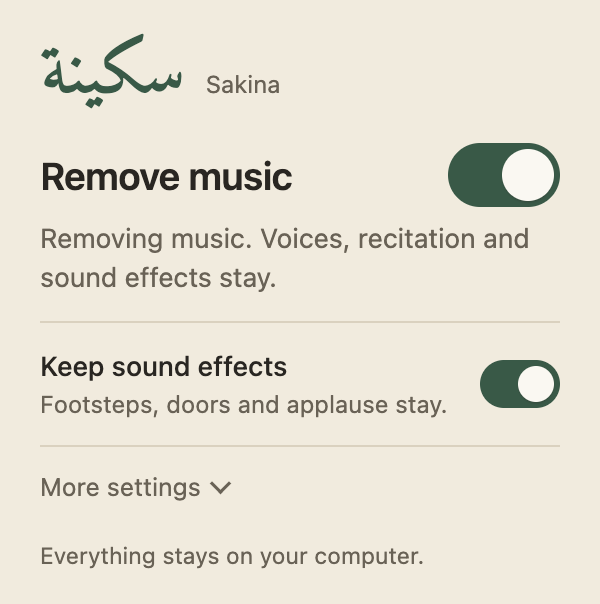 سكينة Sakina
Remove music
Removing music. Voices, recitation and
sound effects stay.
Keep sound effects
Footsteps, doors and applause stay.
More settings
Everything stays on your computer.